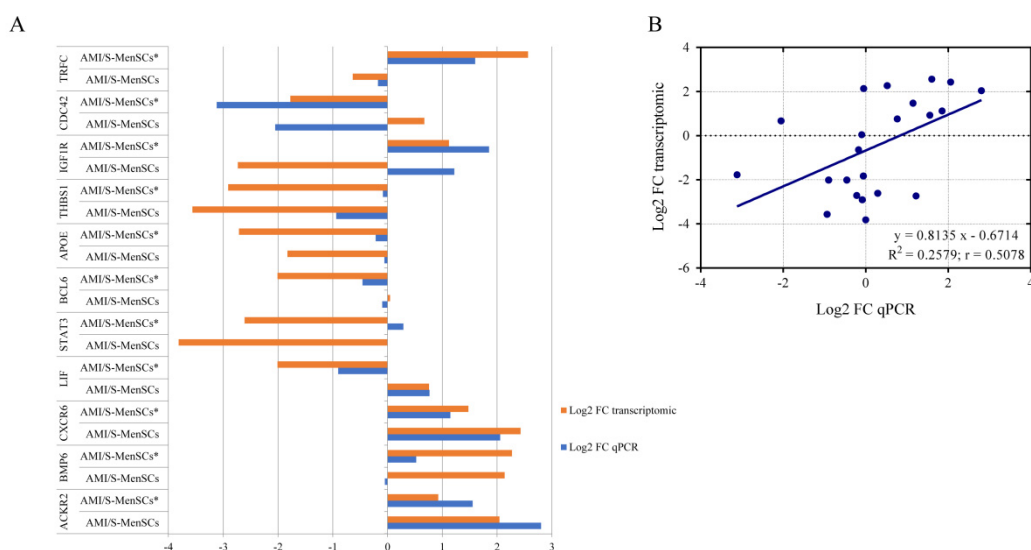 A
TRFC
AMI/S-MenSCs*
AMI/S-MenSCs
CDC42
AMI/S-MenSCs*
AMI/S-MenSCs
IGF1R
AMI/S-MenSCs*
AMI/S-MenSCs
THBS1
AMI/S-MenSCs*
AMI/S-MenSCs
APOE
AMI/S-MenSCs*
AMI/S-MenSCs
BCL6
AMI/S-MenSCs*
AMI/S-MenSCs
STAT3
AMI/S-MenSCs*
AMI/S-MenSCs
LIF
AMI/S-MenSCs*
AMI/S-MenSCs
CXCR6
AMI/S-MenSCs*
AMI/S-MenSCs
BMP6
AMI/S-MenSCs*
AMI/S-MenSCs
ACKR2
AMI/S-MenSCs*
AMI/S-MenSCs
-4 -3 -2 -1 0 1 2 3
Log2 FC transcriptomic
Log2 FC qPCR
B
Log2 FC transcriptomic
4
2
0
-2
-4
-6
y = 0.8135 x - 0.6714
R2 = 0.2579; r = 0.5078
-4 -2 0 2 4
Log2 FC qPCR